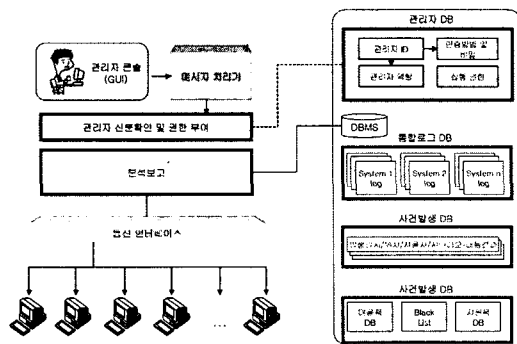 관리자 콘솔
(GUI)
메시지 처리기
관리자 신분확인 및 권한 부여
분석보고
통신 인터페이스
...
관리자 DB
관리자 ID
인증방법 및
비밀
관리자 역할
실행 권한
DBMS
통합로그 DB
System 1
log
System 2
log
System n
log
사건발생 DB
사건발생 DB
DB
Black
List
DB